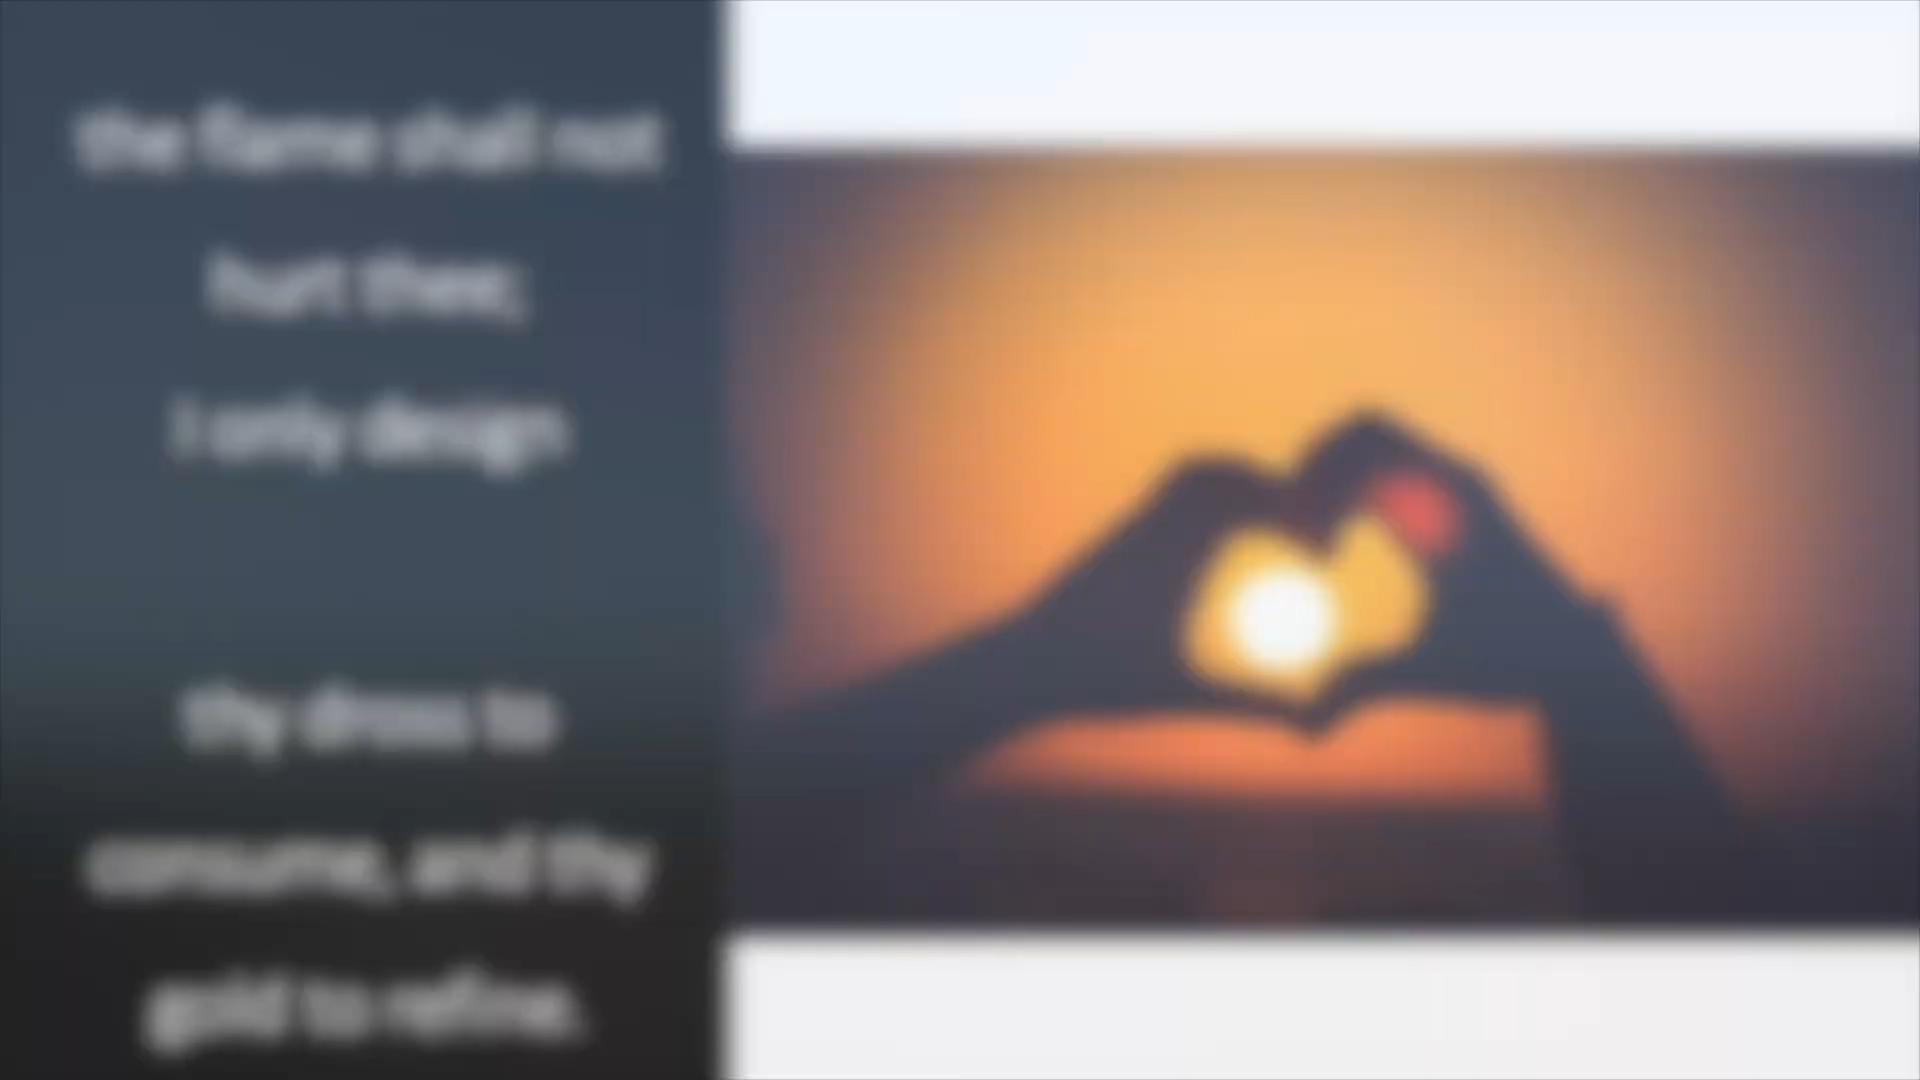 the flame shall not
hurt thee;
I only design
thy dross to
consume, and thy
gold to refine.